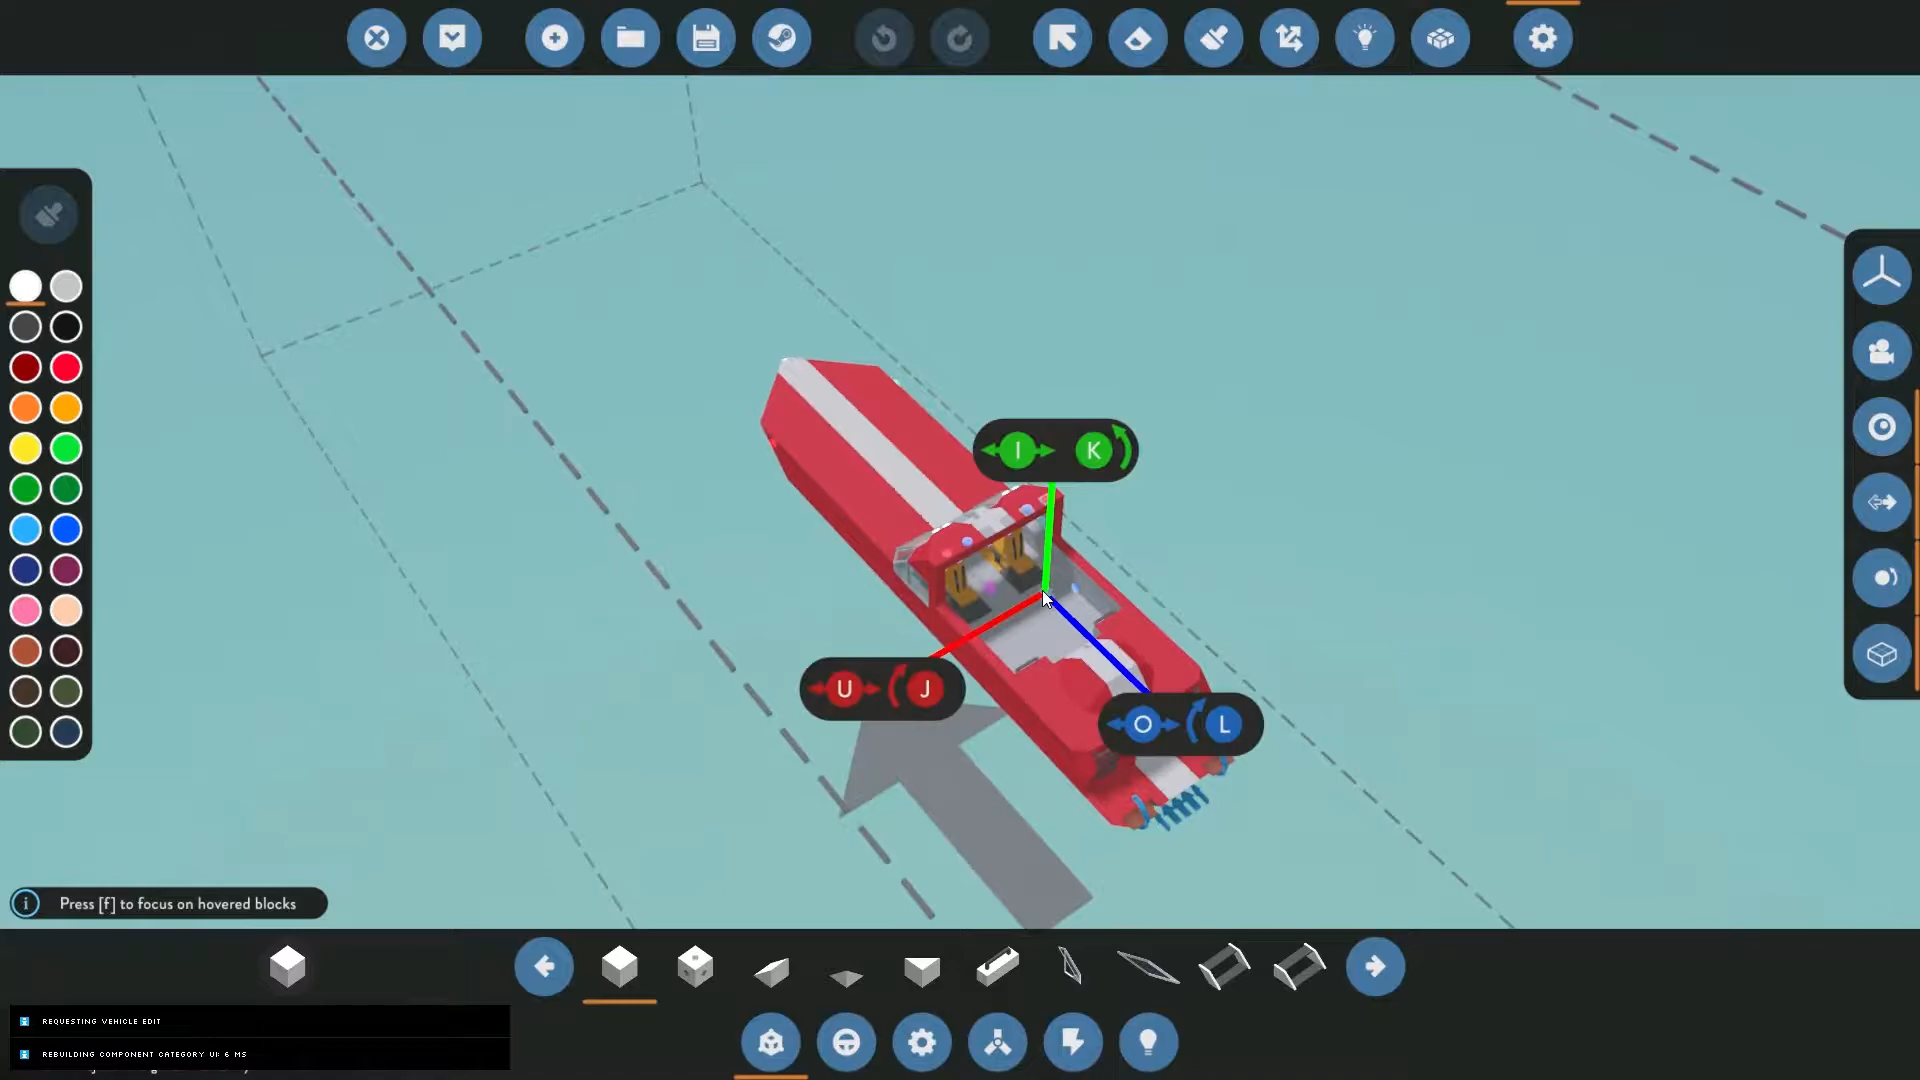 I K
U J
O L
Press [f] to focus on hovered blocks
REQUESTING VEHICLE EDIT
REBUILDING COMPONENT CATEGORY UI: 6 MS